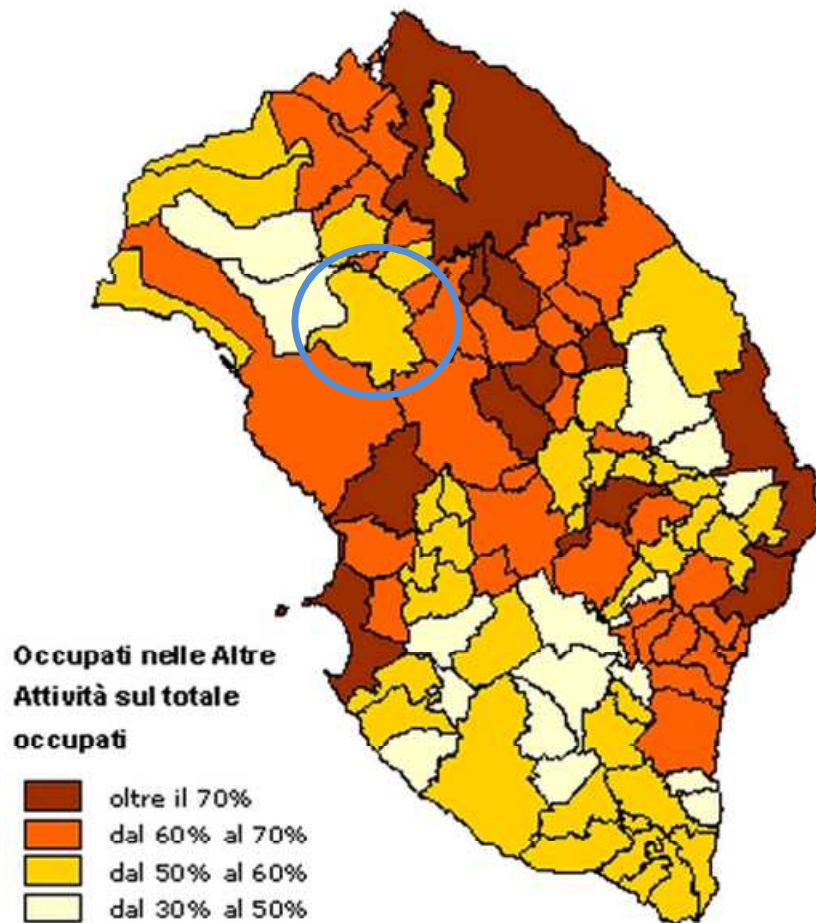 Occupati nelle Altre
Attività sul totale
occupati
oltre il 70%
dal 60% al 70%
dal 50% al 60%
dal 30% al 50%